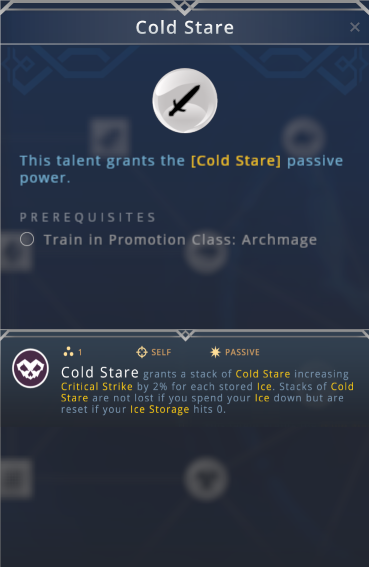 Cold Stare
This talent grants the [Cold Stare] passive
power.
PREREQUISITES
Train in Promotion Class: Archmage
1 SELF PASSIVE
Cold Stare grants a stack of Cold Stare increasing
Critical Strike by 2% for each stored Ice. Stacks of Cold
Stare are not lost if you spend your Ice down but are
reset if your Ice Storage hits 0.